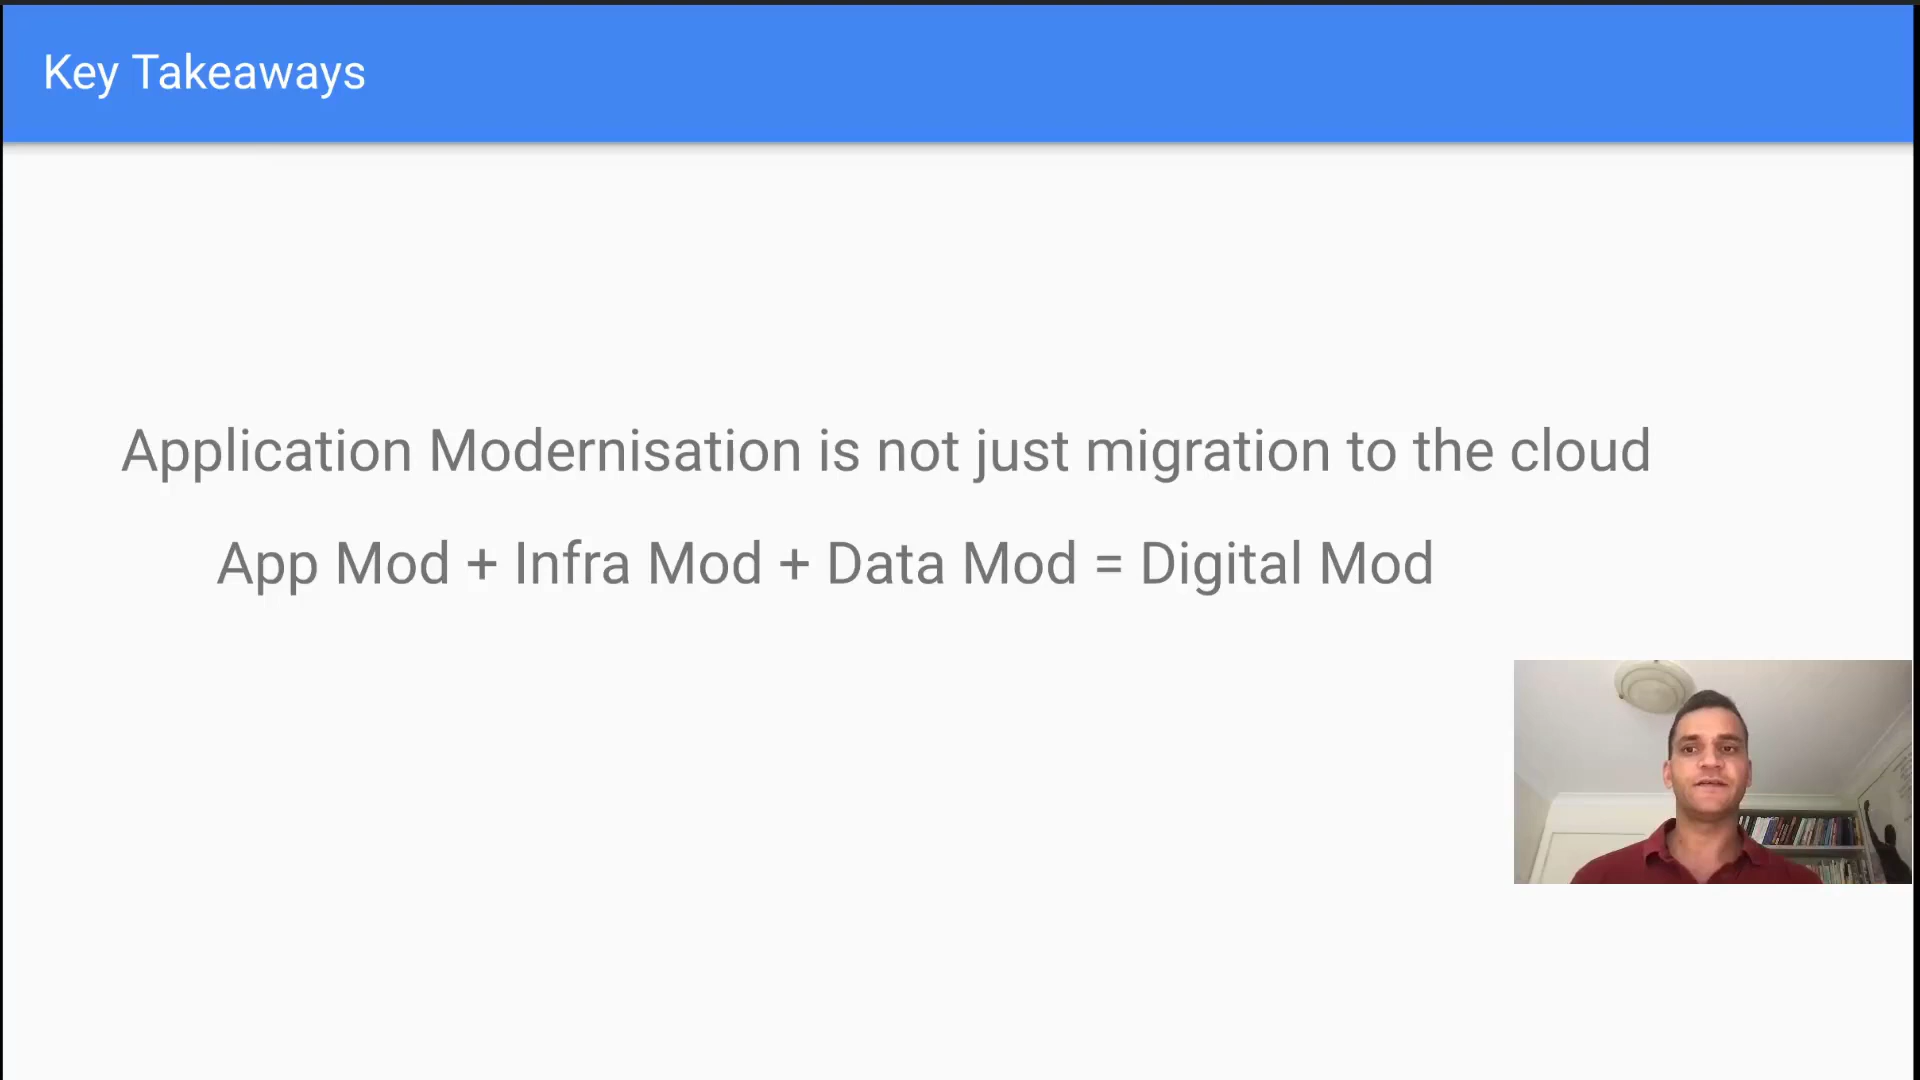 Key Takeaways
Application Modernisation is not just migration to the cloud
App Mod + Infra Mod + Data Mod = Digital Mod